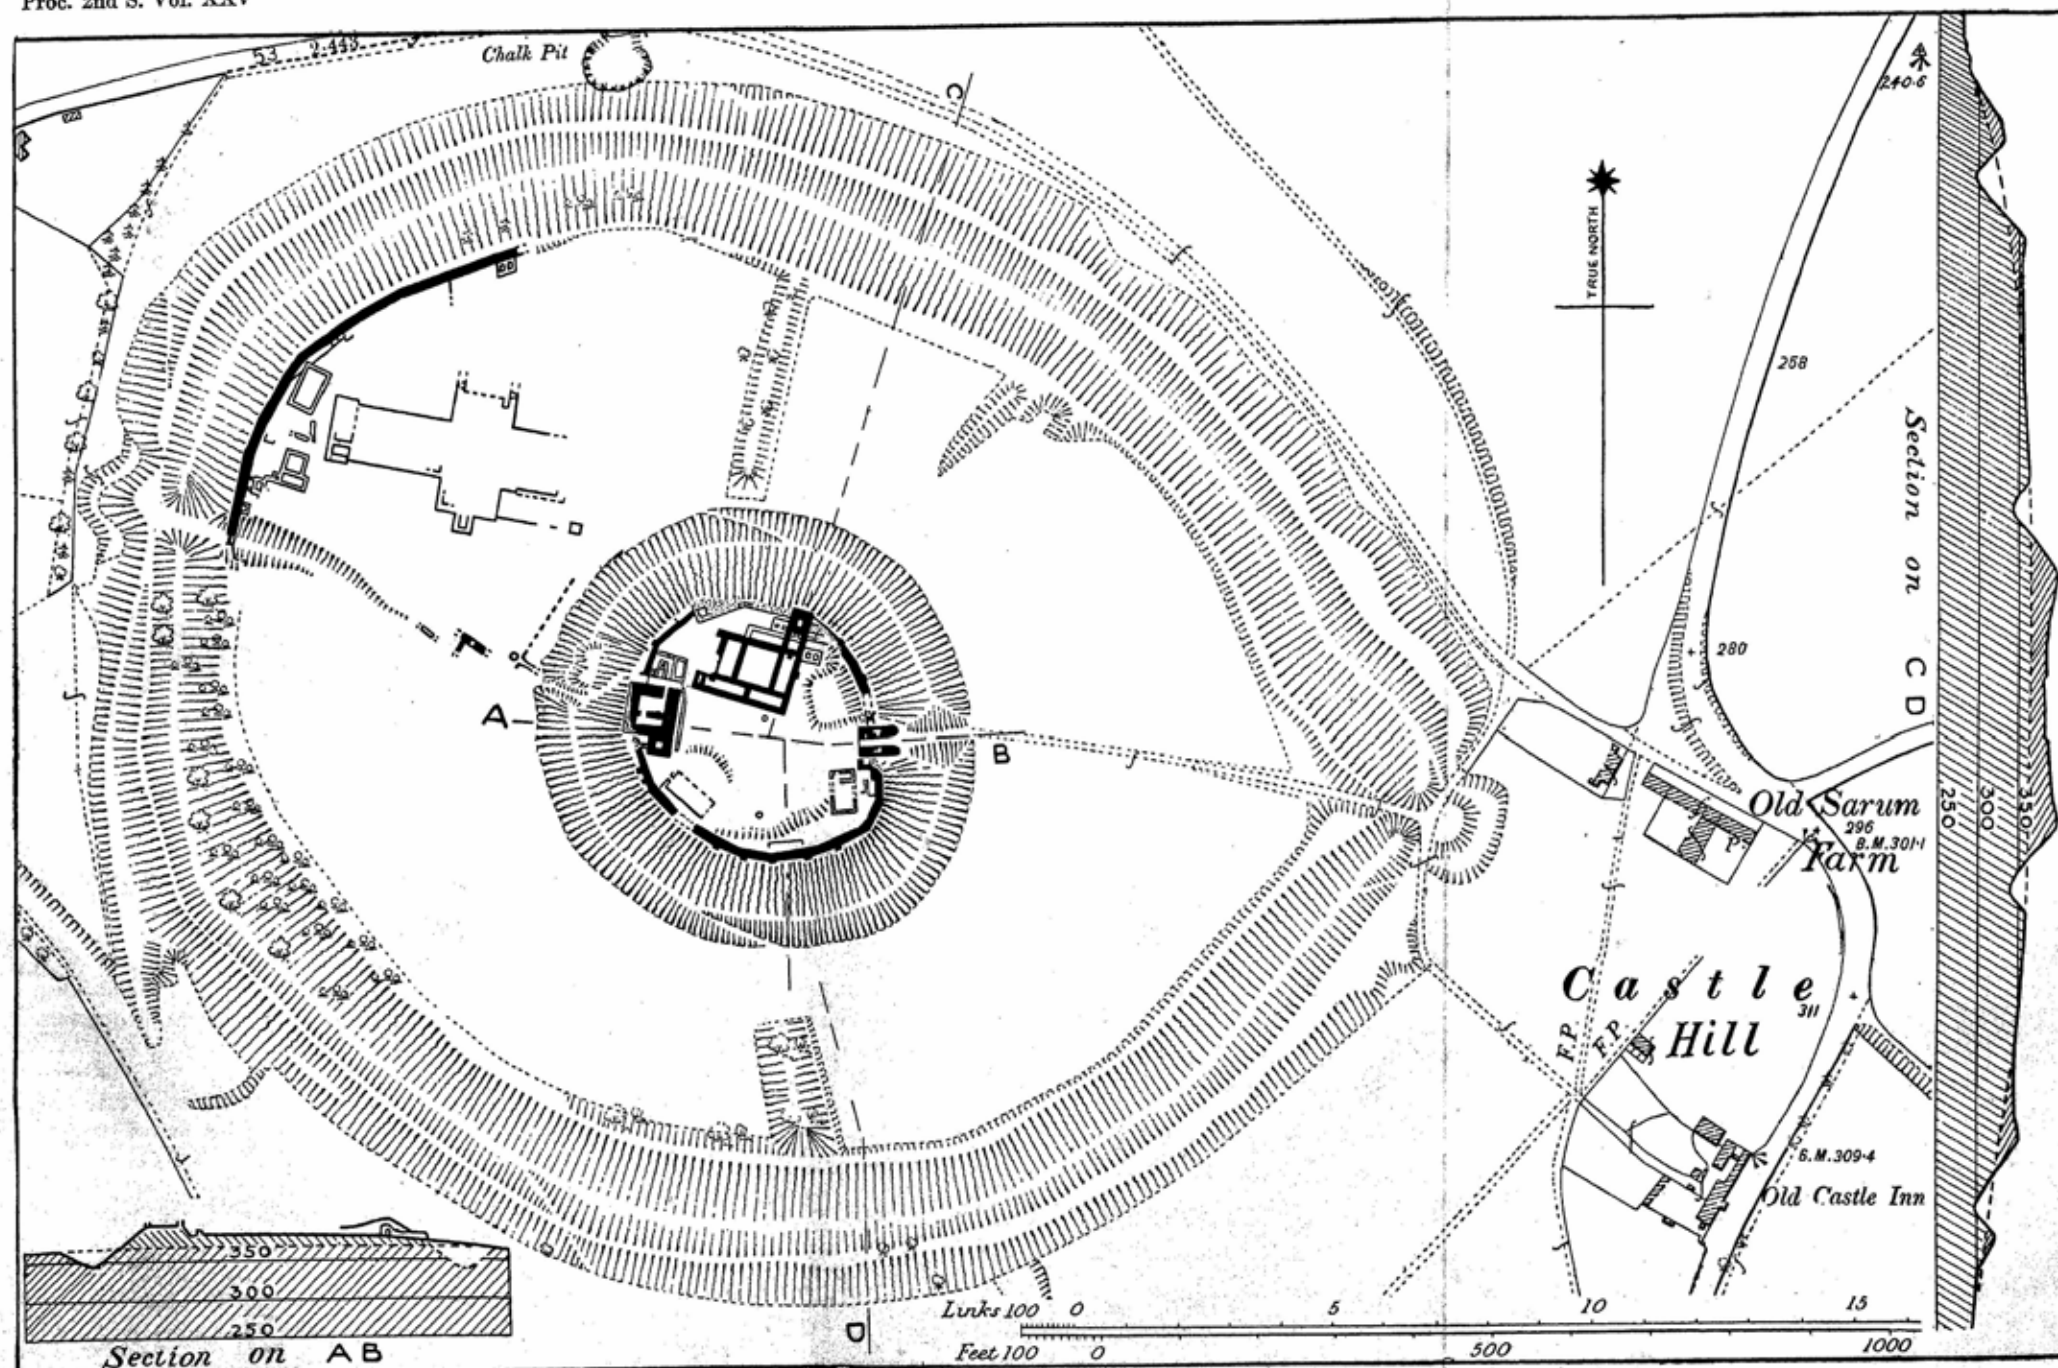 Proc. 2nd S. Vol. XXV
53 2.443
Chalk Pit
C
240·6
TRUE NORTH
258
Section on C D
280
A
B
Old Sarum
Farm
296
B.M. 301·1
250
300
350
Castle
Hill
311
F.P.
F.P.
P
B.M. 309·4
Old Castle Inn
350
300
250
Section on A B
D
Links 100 0 5 10 15
Feet 100 0 500 1000